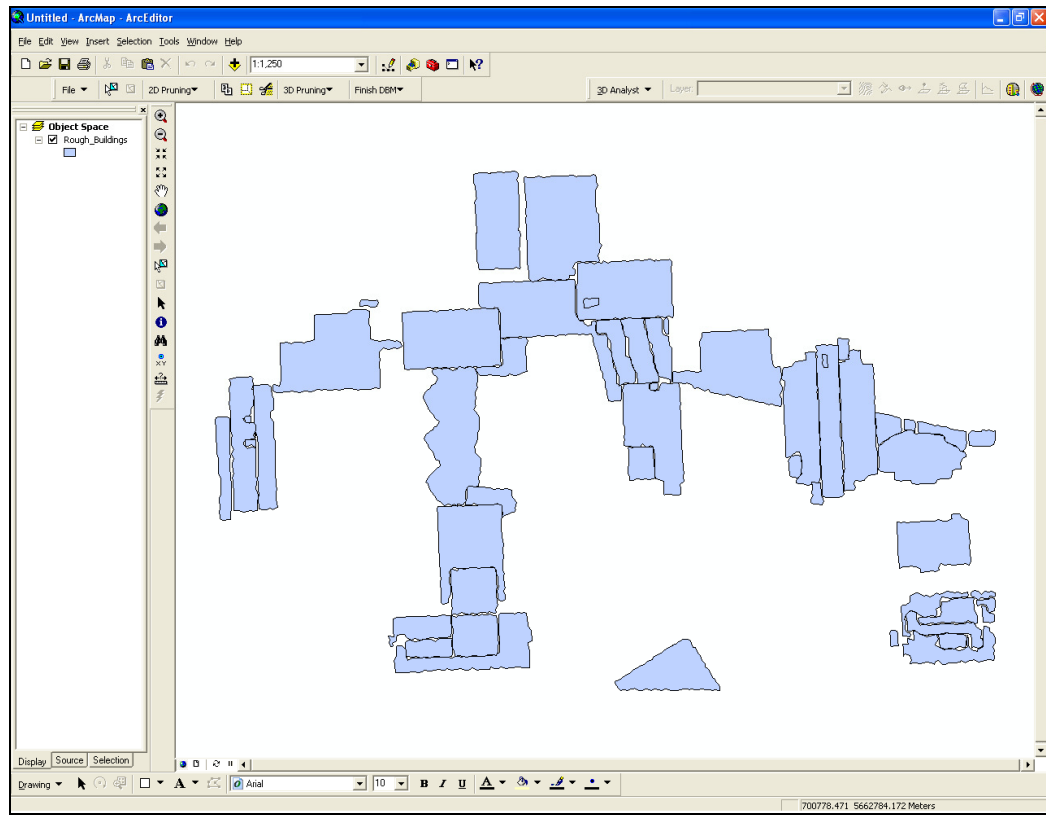 Untitled - ArcMap - ArcEditor
File Edit View Insert Selection Tools Window Help
1:1,250
File 2D Pruning 3D Pruning Finish DBM 3D Analyst Layer:
Object Space
Rough_Buildings
XY
Display Source Selection
Drawing A Arial 10 B I U A
700778.471 5662784.172 Meters